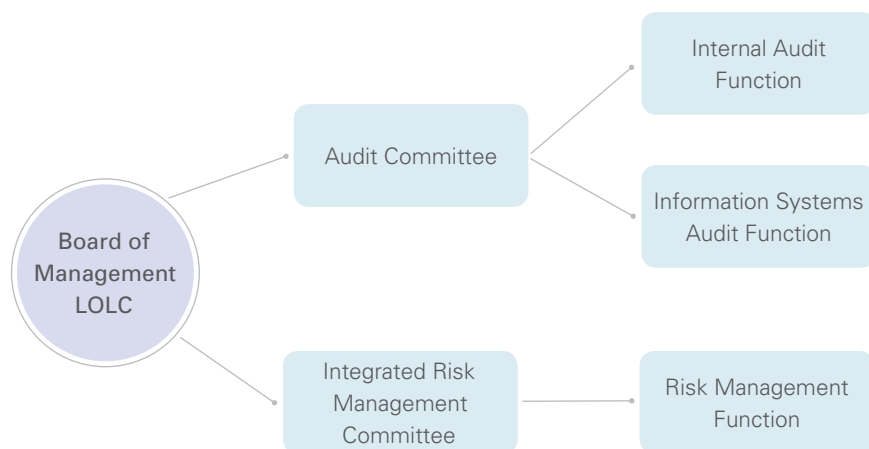 Board of
Management
LOLC
Audit Committee
Internal Audit
Function
Information Systems
Audit Function
Integrated Risk
Management
Committee
Risk Management
Function